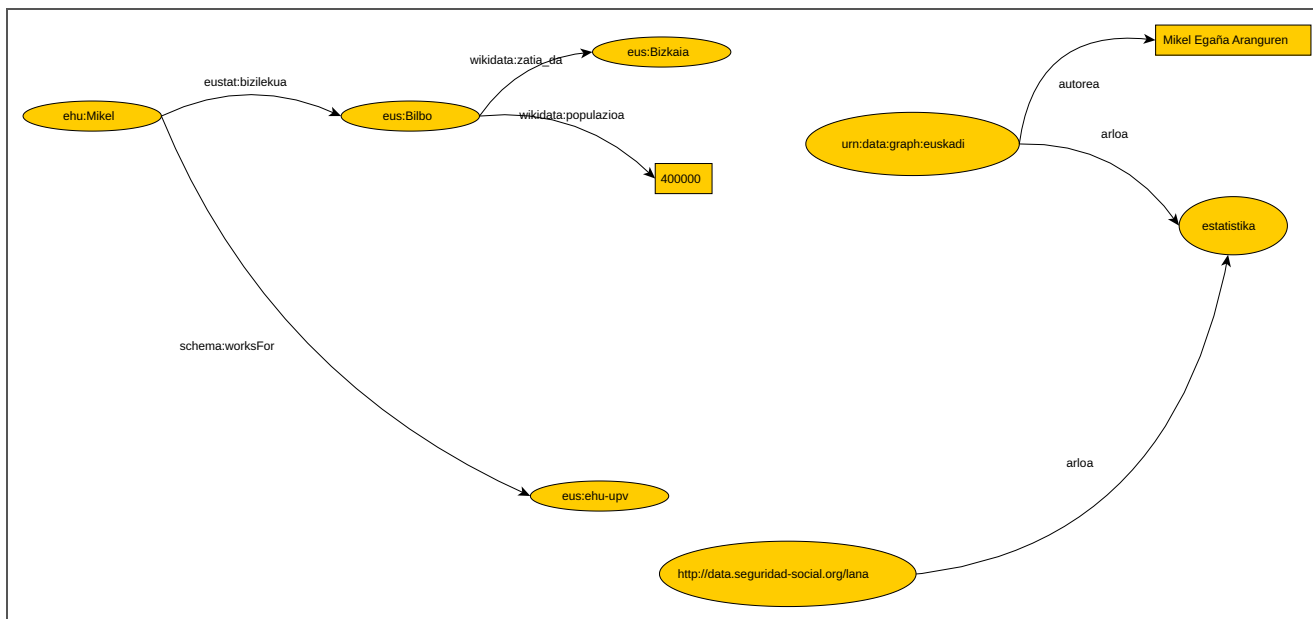 Mikel Egaña Aranguren
eus:Bizkaia
wikidata:zatia_da
eustat:bizilekua
autorea
ehu:Mikel
eus:Bilbo
wikidata:populazioa
arloa
urn:data:graph:euskadi
400000
estatistika
schema:worksFor
arloa
eus:ehu-upv
http://data.seguridad-social.org/lana